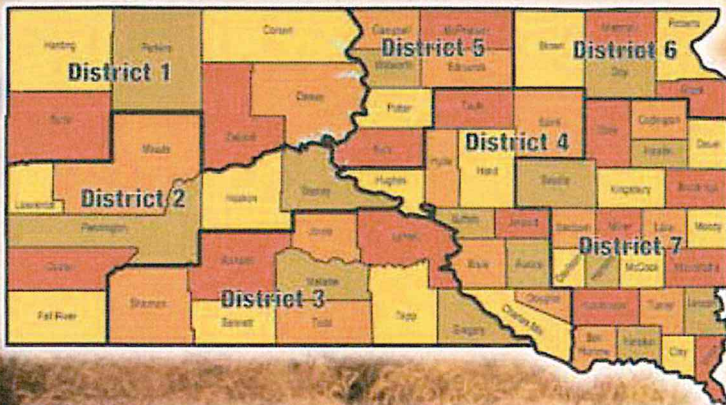 Harding
Perkins
Corson
Campbell
McPherson
Brown
Marshall
Roberts
District 1
District 5
District 6
Walworth
Edmunds
Day
Butte
Dewey
Potter
Faulk
Spink
Grant
Ziebach
Clark
Codington
Meade
District 4
Hamlin
Deuel
Sully
Hyde
Hand
Lawrence
District 2
Haakon
Stanley
Hughes
Beadle
Kingsbury
Brookings
Pennington
Buffalo
Jerauld
Sanborn
Miner
Lake
Moody
Jones
Lyman
District 7
Custer
Jackson
Brule
Aurora
McCook
Minnehaha
Mellette
Fall River
Shannon
District 3
Douglas
Hutchinson
Turner
Lincoln
Bennett
Todd
Tripp
Gregory
Charles Mix
Bon
Homme
Yankton
Clay